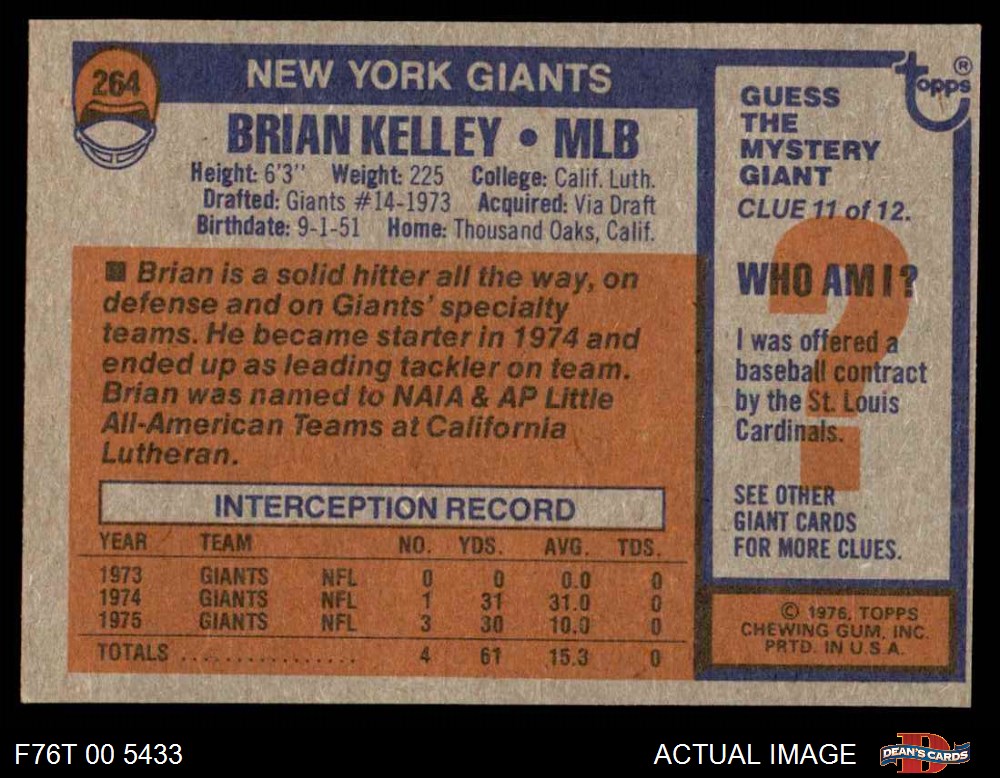 264
NEW YORK GIANTS
BRIAN KELLEY • MLB
Height: 6'3" Weight: 225 College: Calif. Luth.
Drafted: Giants #14-1973 Acquired: Via Draft
Birthdate: 9-1-51 Home: Thousand Oaks, Calif.
■ Brian is a solid hitter all the way, on
defense and on Giants' specialty
teams. He became starter in 1974 and
ended up as leading tackler on team.
Brian was named to NAIA & AP Little
All-American Teams at California
Lutheran.
INTERCEPTION RECORD
YEAR TEAM NO. YDS. AVG. TDS.
1973 GIANTS NFL 0 0 0.0 0
1974 GIANTS NFL 1 31 31.0 0
1975 GIANTS NFL 3 30 10.0 0
TOTALS ................. 4 61 15.3 0
Topps ®
GUESS
THE
MYSTERY
GIANT
CLUE 11 of 12.
WHO AM I?
I was offered a
baseball contract
by the St. Louis
Cardinals.
SEE OTHER
GIANT CARDS
FOR MORE CLUES.
© 1976, TOPPS
CHEWING GUM, INC.
PRTD. IN U.S.A.
F76T 00 5433
ACTUAL IMAGE
D
DEAN'S CARDS